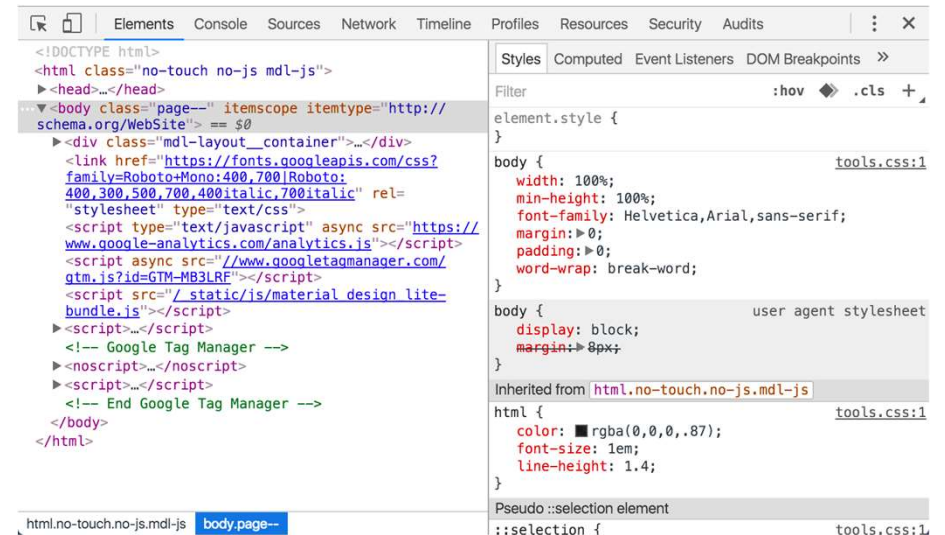 Elements Console Sources Network Timeline Profiles Resources Security Audits
<!DOCTYPE html>
<html class="no-touch no-js mdl-js">
<head>…</head>
<body class="page--" itemscope itemtype="http://
schema.org/WebSite"> == $0
<div class="mdl-layout__container">…</div>
<link href="https://fonts.googleapis.com/css?
family=Roboto+Mono:400,700|Roboto:
400,300,500,700,400italic,700italic" rel=
"stylesheet" type="text/css">
<script type="text/javascript" async src="https://
www.google-analytics.com/analytics.js"></script>
<script async src="//www.googletagmanager.com/
gtm.js?id=GTM-MB3LRF"></script>
<script src="/_static/js/material_design_lite-
bundle.js"></script>
<script>…</script>
<!-- Google Tag Manager -->
<noscript>…</noscript>
<script>…</script>
<!-- End Google Tag Manager -->
</body>
</html>
html.no-touch.no-js.mdl-js body.page--
Styles Computed Event Listeners DOM Breakpoints »
Filter :hov .cls +
element.style {
}
body { tools.css:1
width: 100%;
min-height: 100%;
font-family: Helvetica,Arial,sans-serif;
margin: 0;
padding: 0;
word-wrap: break-word;
}
body { user agent stylesheet
display: block;
margin: 8px;
}
Inherited from html.no-touch.no-js.mdl-js
html { tools.css:1
color: rgba(0,0,0,.87);
font-size: 1em;
line-height: 1.4;
}
Pseudo ::selection element
::selection { tools.css:1